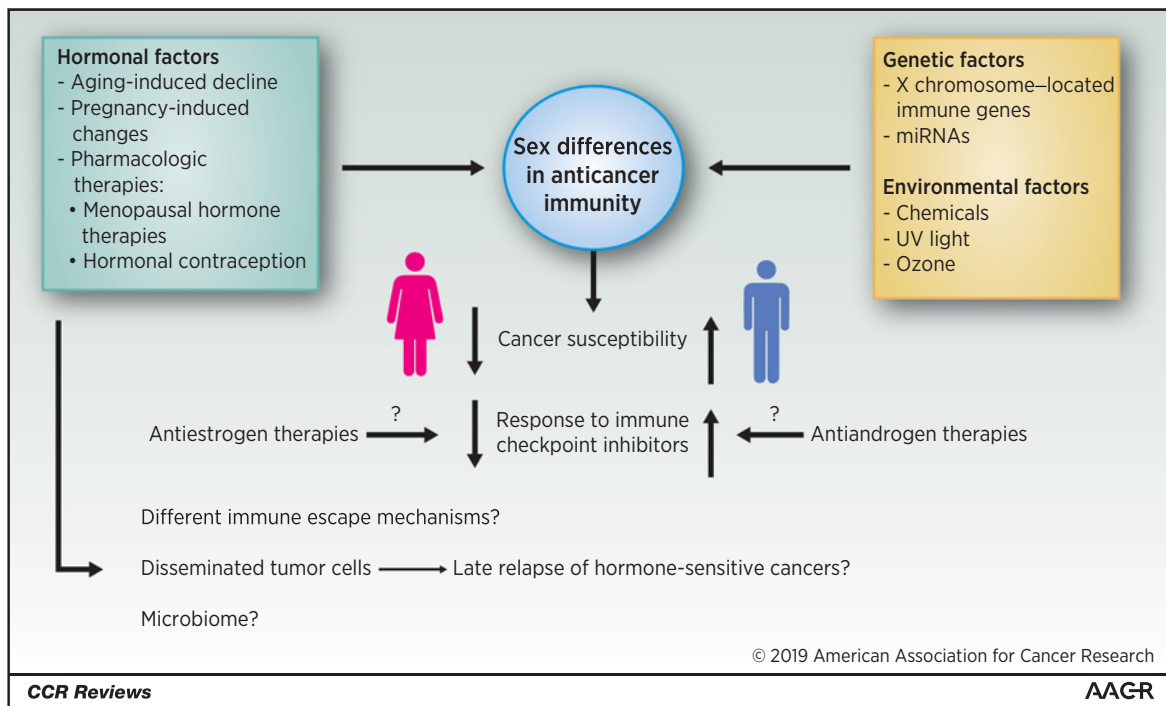 Hormonal factors
- Aging-induced decline
- Pregnancy-induced
changes
- Pharmacologic
therapies:
• Menopausal hormone
therapies
• Hormonal contraception
Sex differences
in anticancer
immunity
Genetic factors
- X chromosome–located
immune genes
- miRNAs
Environmental factors
- Chemicals
- UV light
- Ozone
Cancer susceptibility
Antiestrogen therapies
?
Response to immune
checkpoint inhibitors
?
Antiandrogen therapies
Different immune escape mechanisms?
Disseminated tumor cells
Late relapse of hormone-sensitive cancers?
Microbiome?
© 2019 American Association for Cancer Research
CCR Reviews
AACR